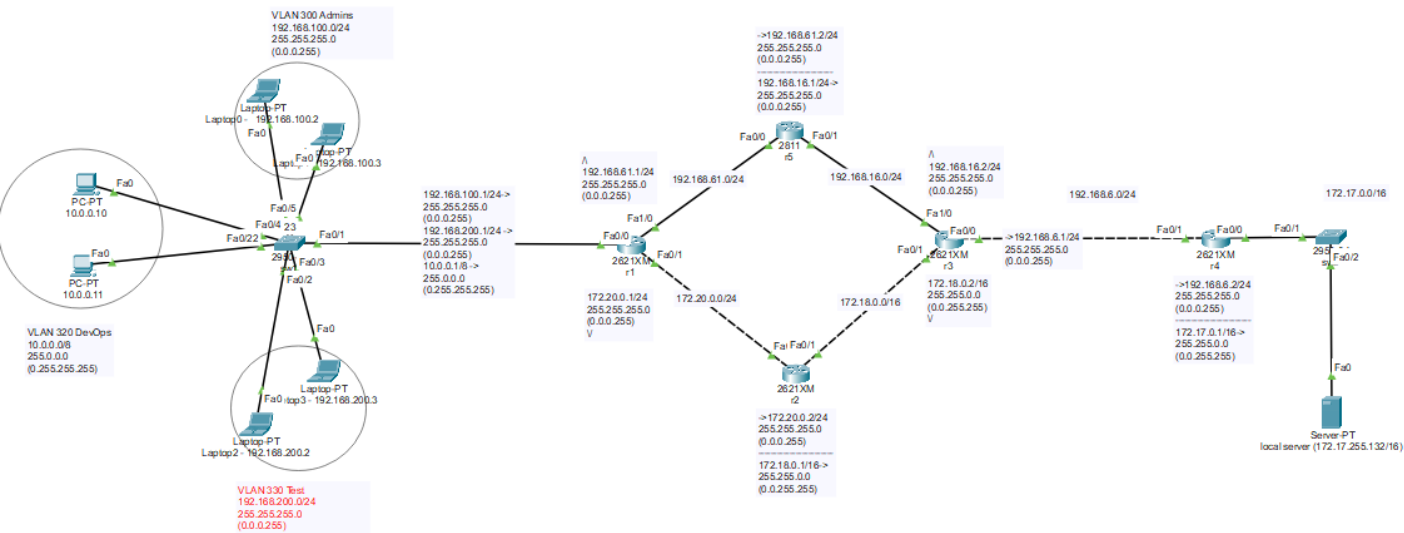 VLAN 300 Admins
192.168.100.0/24
255.255.255.0
(0.0.0.255)
Laptop-PT
Laptop0 - 192.168.100.2
Fa0
Fa0
192.168.100.3
PC-PT
10.0.0.10
Fa0
PC-PT
10.0.0.11
Fa0
VLAN 320 DevOps
10.0.0.0/8
255.0.0.0
(0.255.255.255)
Fa0/5
Fa0/4
23
Fa0/22
Fa0/1
Fa0/3
Fa0/2
Fa0
Laptop-PT
192.168.200.3
Fa0
Laptop-PT
Laptop2 - 192.168.200.2
VLAN 330 Test
192.168.200.0/24
255.255.255.0
(0.0.0.255)
192.168.100.1/24->
255.255.255.0
(0.0.0.255)
192.168.200.1/24 ->
255.255.255.0
(0.0.0.255)
10.0.0.1/8 ->
255.0.0.0
(0.255.255.255)
/\
192.168.61.1/24
255.255.255.0
(0.0.0.255)
Fa1/0
Fa0/0
Fa0/1
2621XM
r1
172.20.0.1/24
255.255.255.0
(0.0.0.255)
\/
192.168.61.0/24
172.20.0.0/24
->192.168.61.2/24
255.255.255.0
(0.0.0.255)
---------------
192.168.16.1/24->
255.255.255.0
(0.0.0.255)
Fa0/0
Fa0/1
2811
r5
192.168.16.0/24
172.18.0.0/16
Fa0/1
2621XM
r2
->172.20.0.2/24
255.255.255.0
(0.0.0.255)
---------------
172.18.0.1/16->
255.255.0.0
(0.0.255.255)
/\
192.168.16.2/24
255.255.255.0
(0.0.0.255)
Fa1/0
Fa0/0
Fa0/1
2621XM
r3
172.18.0.2/16
255.255.0.0
(0.0.255.255)
\/
->192.168.6.1/24
255.255.255.0
(0.0.0.255)
192.168.6.0/24
Fa0/1
Fa0/0
2621XM
r4
->192.168.6.2/24
255.255.255.0
(0.0.0.255)
---------------
172.17.0.1/16->
255.255.0.0
(0.0.255.255)
172.17.0.0/16
Fa0/1
Fa0/2
Fa0
Server-PT
local server (172.17.255.132/16)